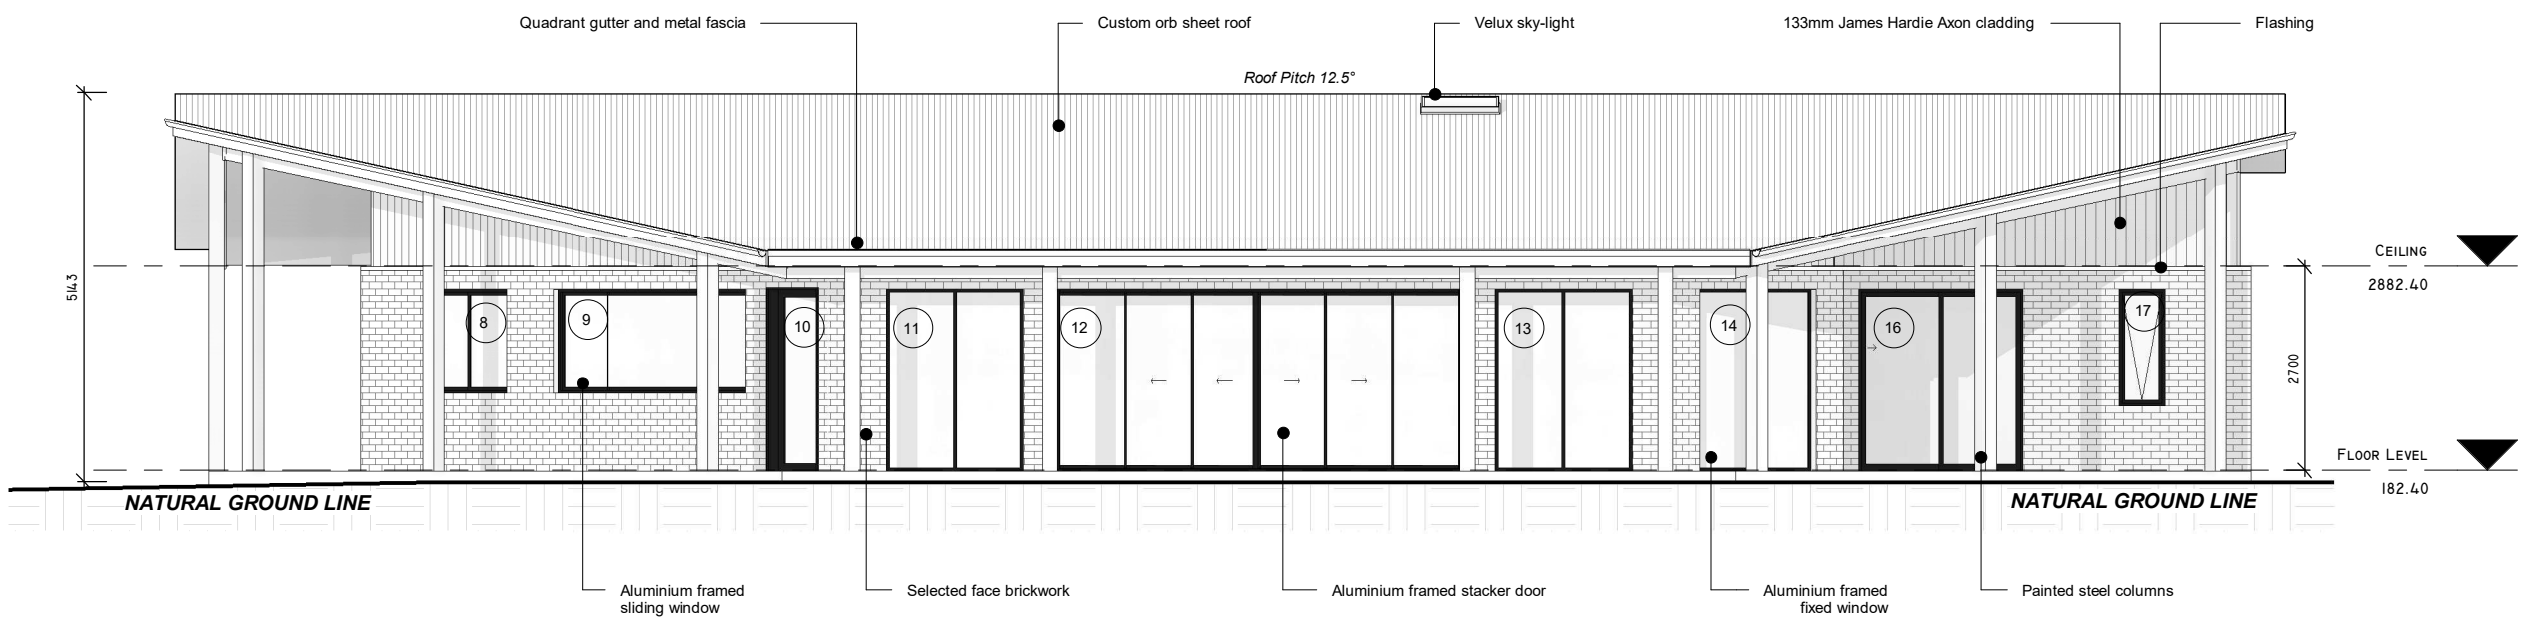 Quadrant gutter and metal fascia
Custom orb sheet roof
Velux sky-light
133mm James Hardie Axon cladding
Flashing
Roof Pitch 12.5°
5143
CEILING
2882.40
8
9
10
11
12
13
14
16
17
2700
FLOOR LEVEL
182.40
NATURAL GROUND LINE
NATURAL GROUND LINE
Aluminium framed
sliding window
Selected face brickwork
Aluminium framed stacker door
Aluminium framed
fixed window
Painted steel columns